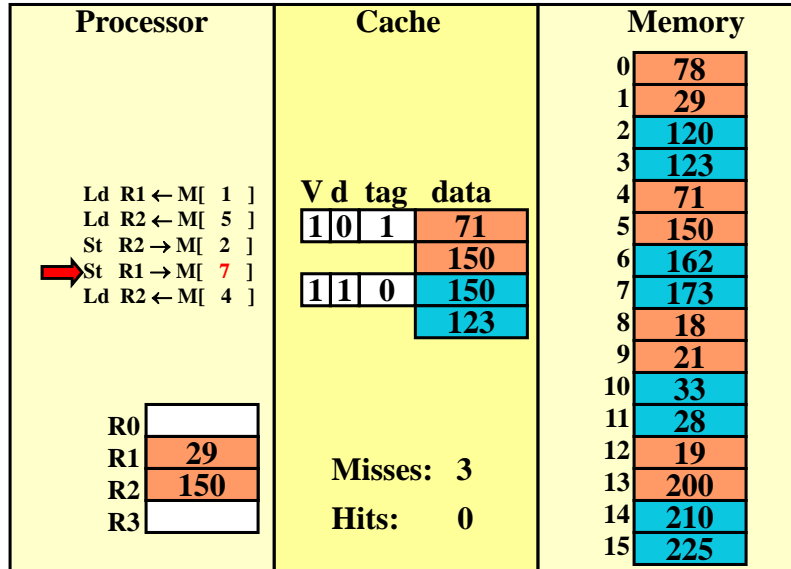 Processor
Ld R1 ← M[ 1 ]
Ld R2 ← M[ 5 ]
St R2 → M[ 2 ]
St R1 → M[ 7 ]
Ld R2 ← M[ 4 ]
R0
R1 29
R2 150
R3
Cache
V d tag data
1 0 1 71
150
1 1 0 150
123
Misses: 3
Hits: 0
Memory
0 78
1 29
2 120
3 123
4 71
5 150
6 162
7 173
8 18
9 21
10 33
11 28
12 19
13 200
14 210
15 225